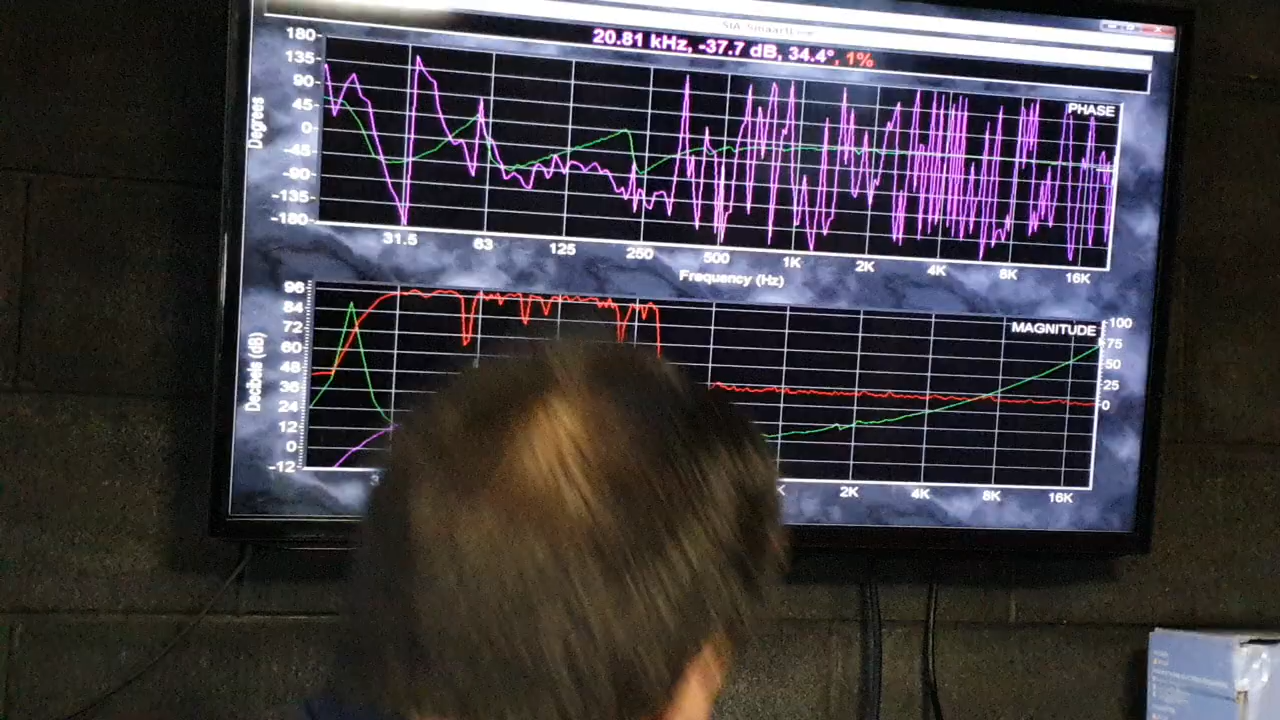 SIA SmaartLive
20.81 kHz, -37.7 dB, 34.4°, 1%
PHASE
Degrees
180
135
90
45
0
-45
-90
-135
-180
31.5 63 125 250 500 1K 2K 4K 8K 16K
Frequency (Hz)
MAGNITUDE
Decibels (dB)
96
84
72
60
48
36
24
12
0
-12
100
75
50
25
0
K 2K 4K 8K 16K